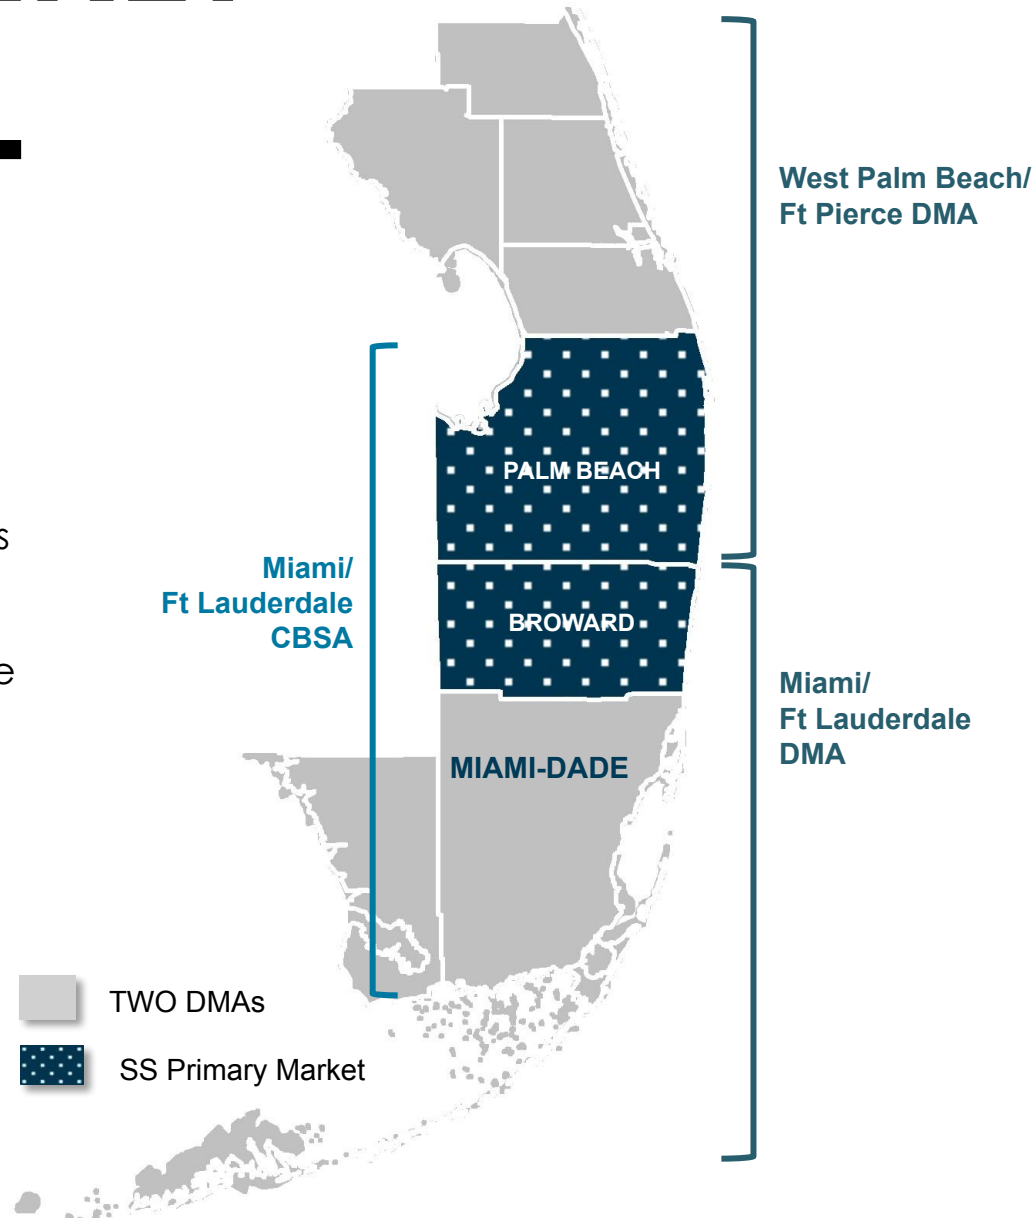 West Palm Beach/
Ft Pierce DMA
PALM BEACH
s
Miami/
Ft Lauderdale
CBSA
BROWARD
e
Miami/
Ft Lauderdale
DMA
MIAMI-DADE
TWO DMAs
SS Primary Market